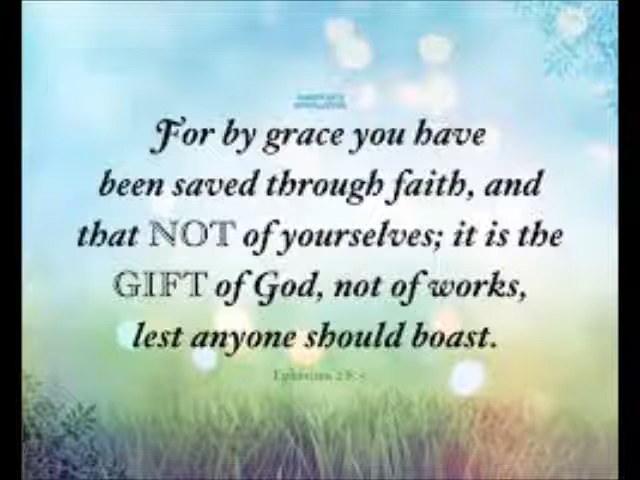 For by grace you have
been saved through faith, and
that NOT of yourselves; it is the
GIFT of God, not of works,
lest anyone should boast.
Ephesians 2:8